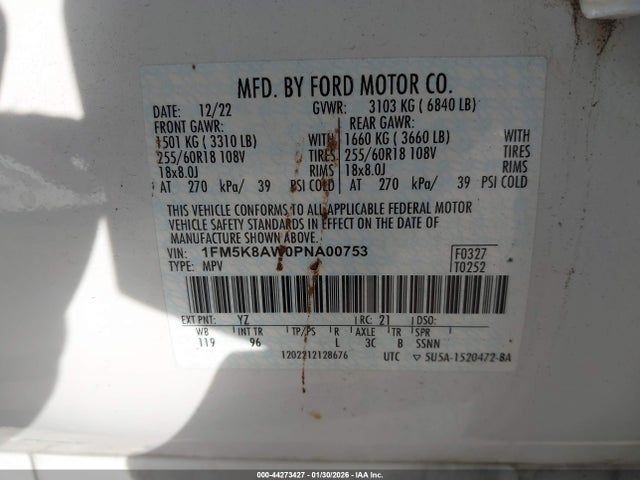 MFD. BY FORD MOTOR CO.
DATE: 12/22 GVWR: 3103 KG ( 6840 LB)
FRONT GAWR: REAR GAWR:
1501 KG ( 3310 LB) WITH 1660 KG ( 3660 LB) WITH
255/60R18 108V TIRES 255/60R18 108V TIRES
18x8.0J RIMS 18x8.0J RIMS
AT 270 kPa/ 39 PSI COLD AT 270 kPa/ 39 PSI COLD
THIS VEHICLE CONFORMS TO ALL APPLICABLE FEDERAL MOTOR
VEHICLE SAFETY STANDARDS IN EFFECT ON THE DATE OF
MANUFACTURE SHOWN ABOVE.
VIN: 1FM5K8AW0PNA00753 F0327
TYPE: MPV T0252
EXT PNT: YZ RC: 21 DSO:
WB INT TR TP/PS R AXLE TR SPR
119 96 L 3C B SSNN
1202212128676 UTC ▽ 5U5A-1520472-BA
000-44273427 - 01/30/2026 - IAAI, Inc.